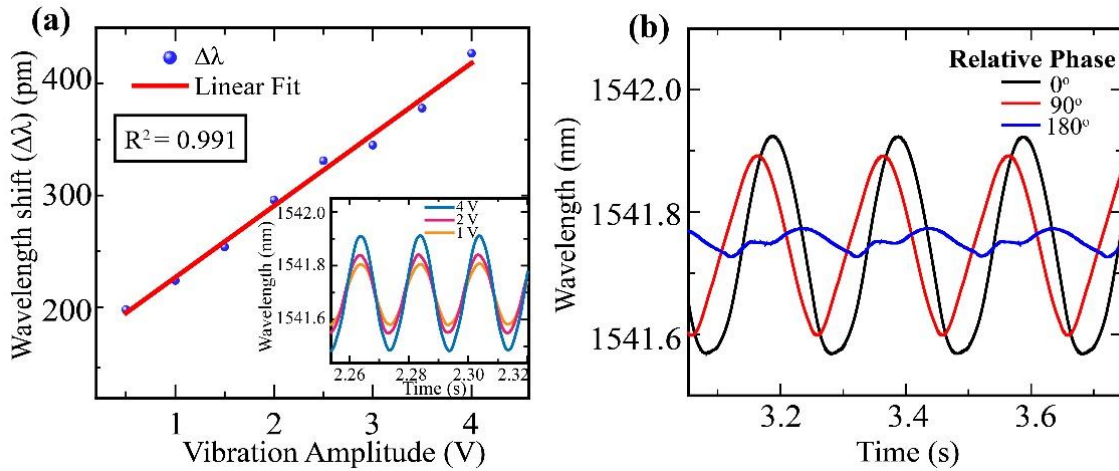 (a)
Wavelength shift (Δλ) (pm)
400
300
200
Δλ
Linear Fit
R² = 0.991
1
2
3
4
Vibration Amplitude (V)
Wavelength (nm)
1542.0
1541.8
1541.6
4 V
2 V
1 V
2.26
2.28
2.30
2.32
Time (s)
(b)
Relative Phase
0°
90°
180°
Wavelength (nm)
1542.0
1541.8
1541.6
3.2
3.4
3.6
Time (s)